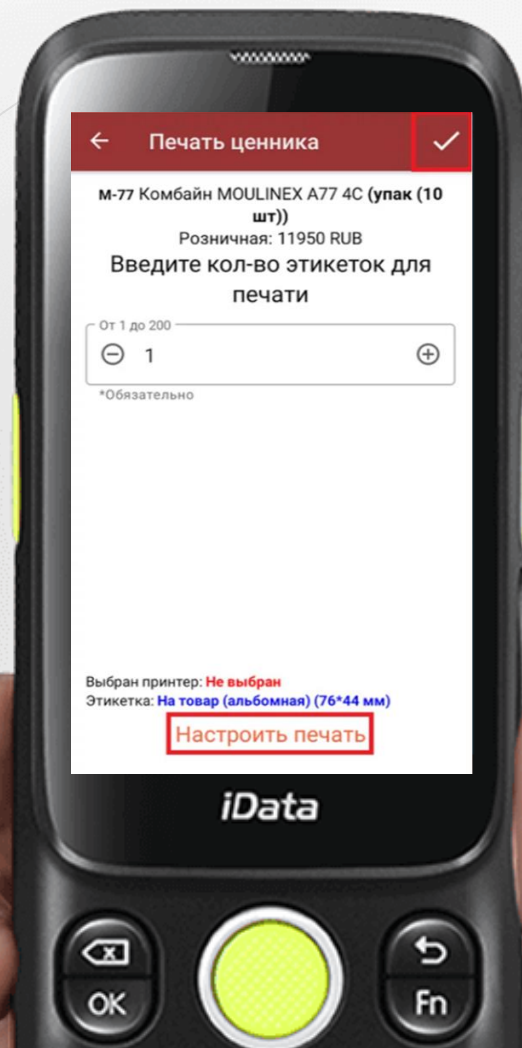 Печать ценника
М-77 Комбайн MOULINEX A77 4C (упак (10
шт))
Розничная: 11950 RUB
Введите кол-во этикеток для
печати
От 1 до 200
1
*Обязательно
Выбран принтер: Не выбран
Этикетка: На товар (альбомная) (76*44 мм)
Настроить печать
iData
OK
Fn